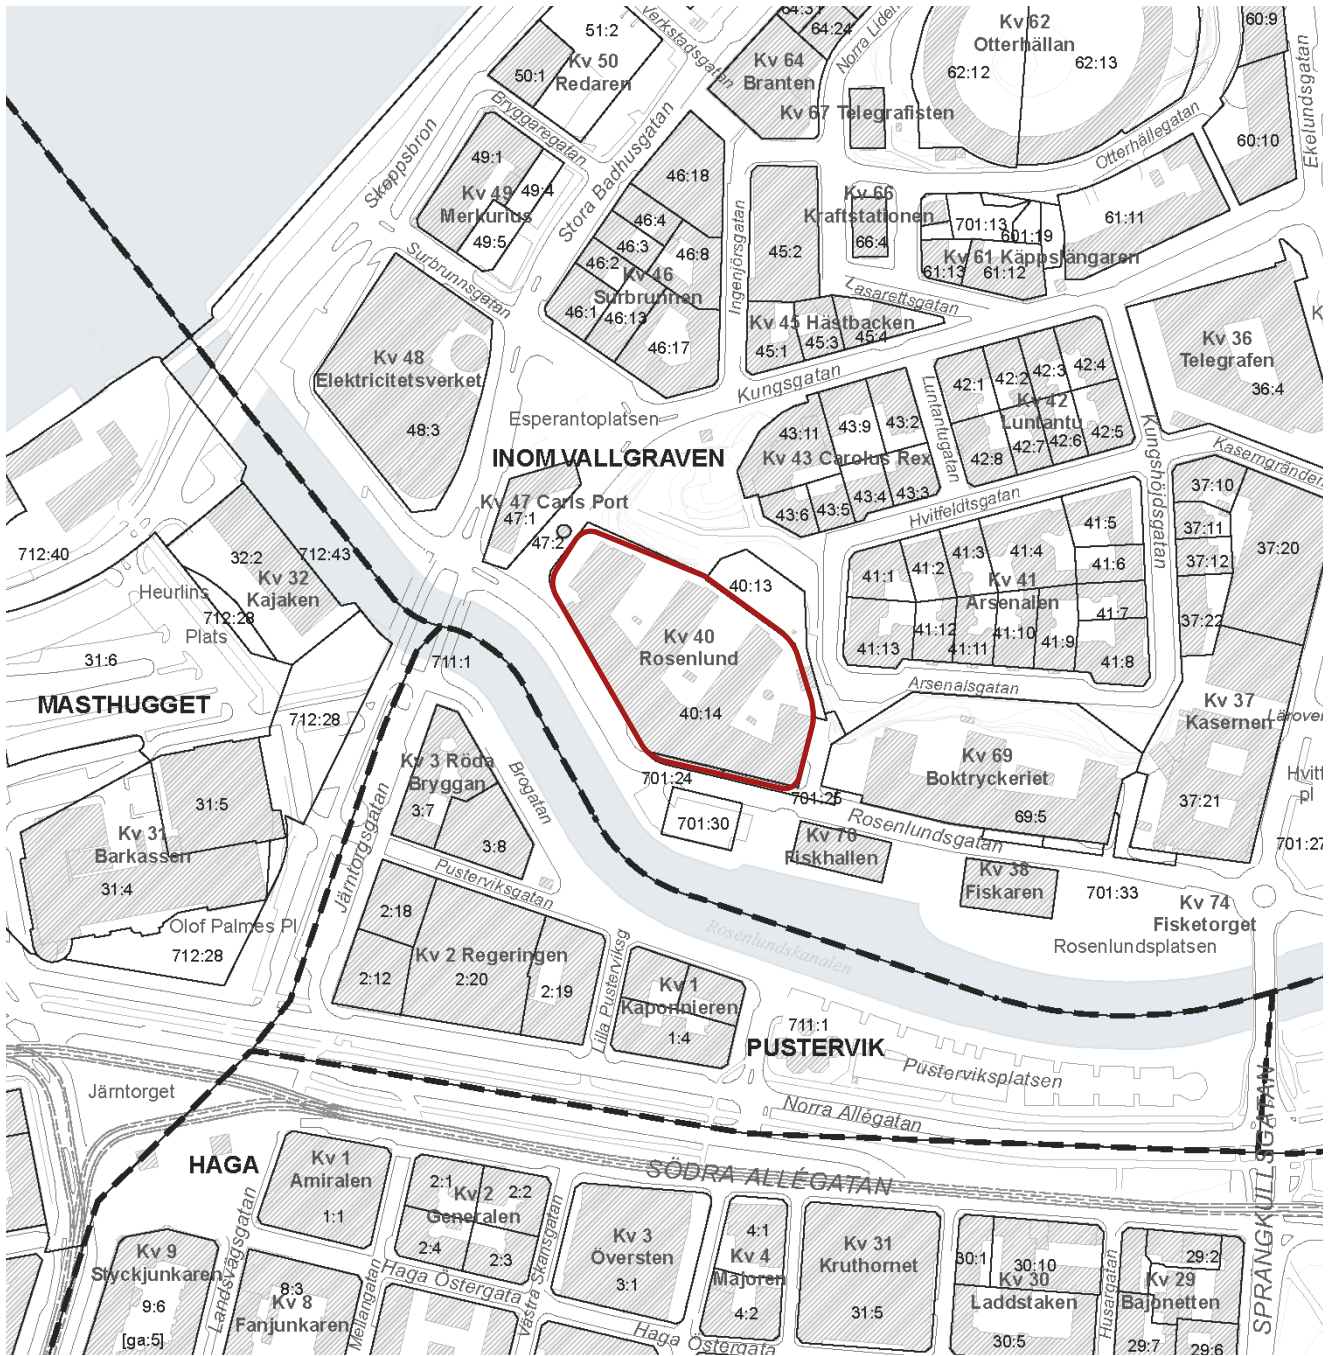 51:2
64:31
64:24
Verkstadsgatan
Norra Liden
Kv 62
Otterhällan
62:12
62:13
60:9
Ekelundsgatan
Kv 50
Redaren
50:1
Kv 64
Branten
Kv 67 Telegrafisten
Otterhällegatan
60:10
Skeppsbron
Bryggaregatan
Stora Badhusgatan
49:1
Kv 49
Merkurius
49:4
49:5
46:18
46:4
46:3
46:8
46:2
Kv 46
Surbrunnen
46:1
46:13
46:17
Ingenjörsgatan
45:2
Kv 66
Kraftstationen
66:4
701:13
601:19
61:11
Kv 61 Käppslängaren
61:13
61:12
Surbrunnsgatan
Lasarettsgatan
Kv 45 Hästbacken
45:1
45:3
45:4
Kv 36
Telegrafen
36:4
Kv 48
Elektricitetsverket
48:3
Kungsgatan
Esperantoplatsen
INOM VALLGRAVEN
Luntantugatan
42:1
42:2
42:3
42:4
Kv 42
Luntantu
42:8
42:7
42:6
42:5
43:11
43:9
43:2
Kv 43 Carolus Rex
43:6
43:5
43:4
43:3
Kungshöjdsgatan
Kaserngränden
Hvitfeldtsgatan
Kv 47 Carls Port
47:1
47:2
37:10
37:11
37:12
37:20
37:22
41:5
41:3
41:4
41:6
41:1
41:2
Kv 41
Arsenalen
41:7
41:12
41:10
41:9
41:13
41:11
41:8
Arsenalsgatan
40:13
Kv 40
Rosenlund
40:14
712:40
32:2
712:43
Kv 32
Kajaken
Heurlins
Plats
712:28
31:6
MASTHUGGET
711:1
712:28
Kv 37
Kasernen
37:21
Kv 69
Boktryckeriet
69:5
Kv 3 Röda
Bryggan
3:7
3:8
Brogatan
Järntorgsgatan
701:24
701:25
701:30
Rosenlundsgatan
Kv 70
Fiskhallen
Kv 38
Fiskaren
701:33
701:27
Kv 74
Fisketorget
Rosenlundsplatsen
Rosenlundskanalen
31:5
Kv 31
Barkassen
31:4
Olof Palmes Pl
712:28
Pusterviksgatan
2:18
Kv 2 Regeringen
2:12
2:20
2:19
illa Pusterviksg
Kv 1
Kaponnieren
1:4
711:1
PUSTERVIK
Pusterviksplatsen
Norra Allégatan
Järntorget
HAGA
SÖDRA ALLÉGATAN
SPRANGKULLSGATAN
Kv 1
Amiralen
1:1
2:1
2:2
Kv 2
Generalen
2:4
2:3
Kv 3
Översten
3:1
4:1
Kv 4
Majoren
4:2
Kv 31
Kruthornet
31:5
30:1
30:10
Kv 30
Laddstaken
30:5
Husargatan
29:2
Kv 29
Bajonetten
29:7
29:6
Kv 9
Styckjunkaren
9:6
[ga:5]
Landsvägsgatan
8:3
Kv 8
Fanjunkaren
Mellangatan
Haga Östergata
Västra Skansgatan
Haga Östergata